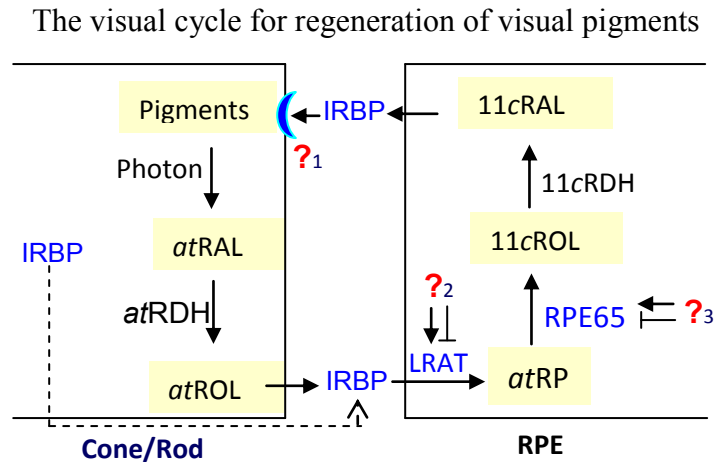 The visual cycle for regeneration of visual pigments
Pigments
IRBP
11cRAL
?1
Photon
11cRDH
IRBP
atRAL
11cROL
atRDH
?2
RPE65
?3
LRAT
atROL
IRBP
atRP
Cone/Rod
RPE